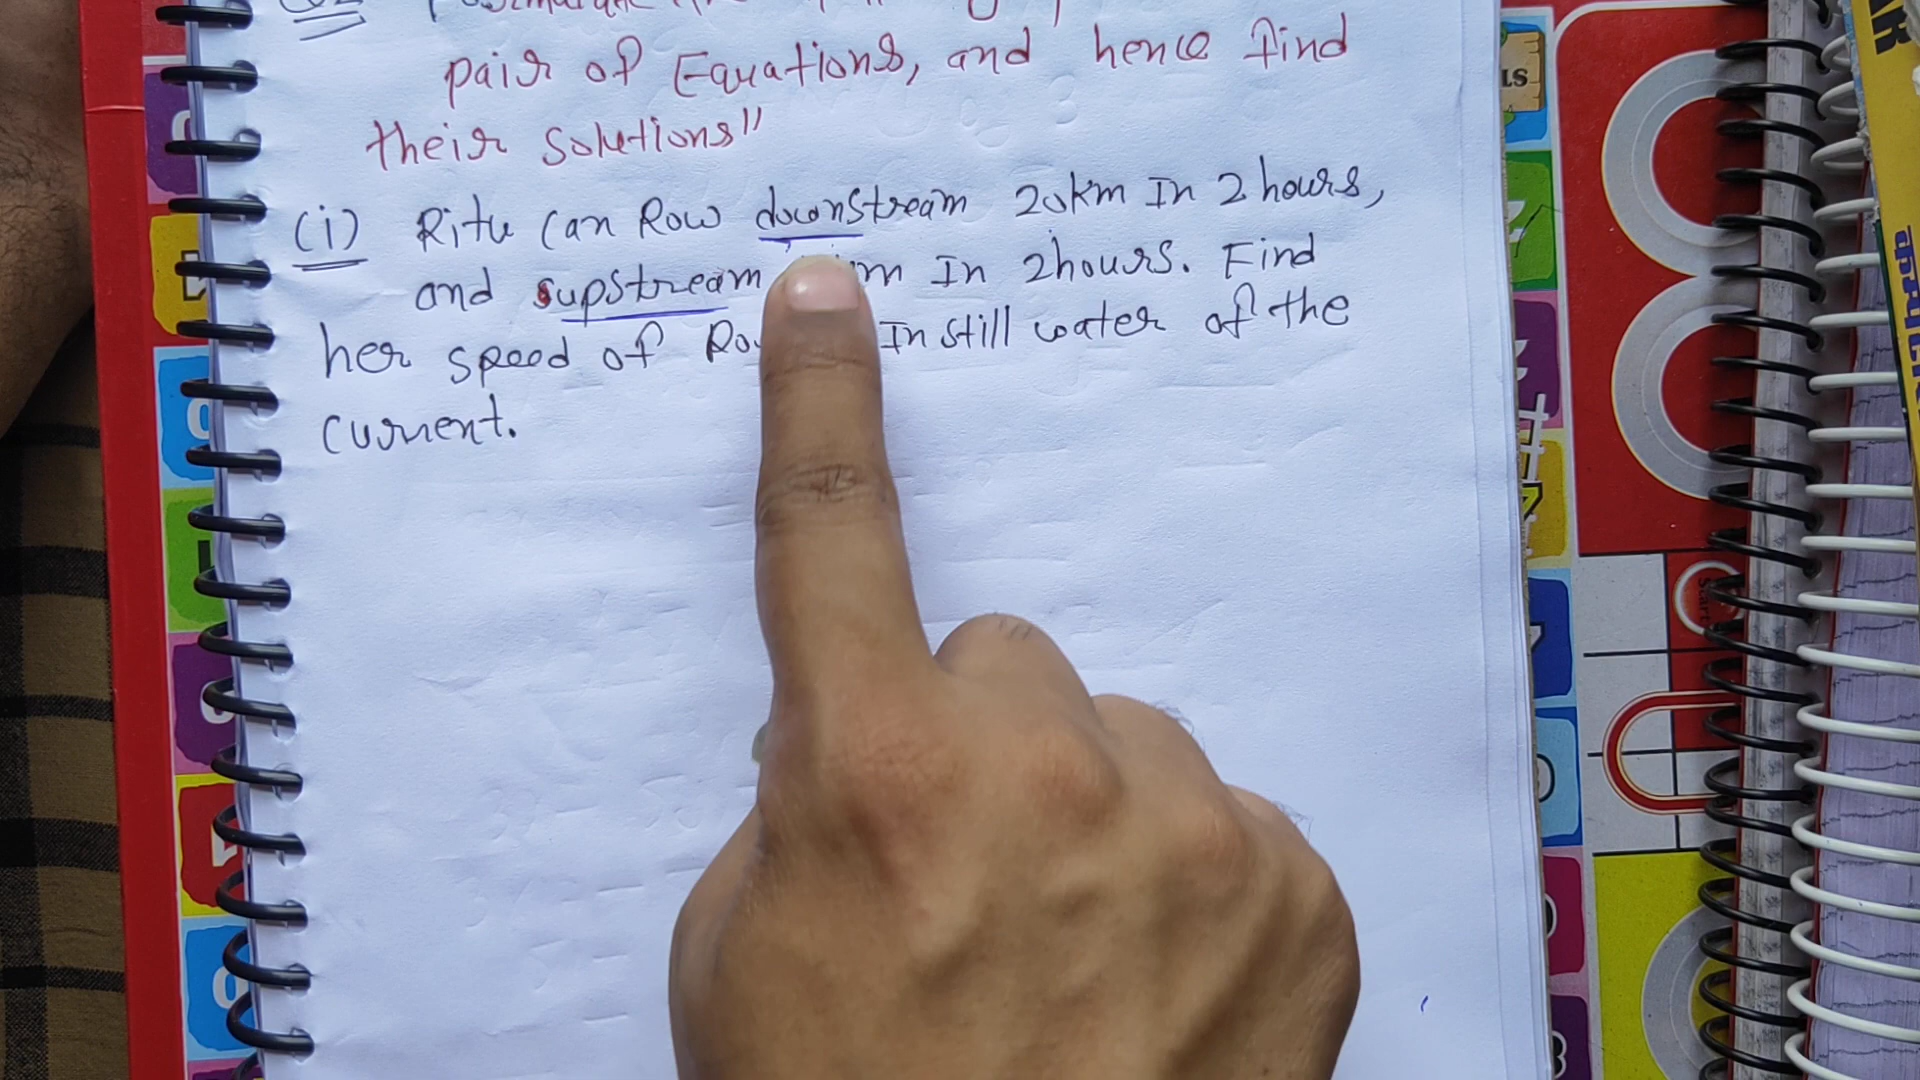 pair of Equations, and hence find
their solutions"
(i) Ritu can Row downstream 20km In 2 hours,
and supstream In 2hours. Find
her speed of In still water of the
current.
LS